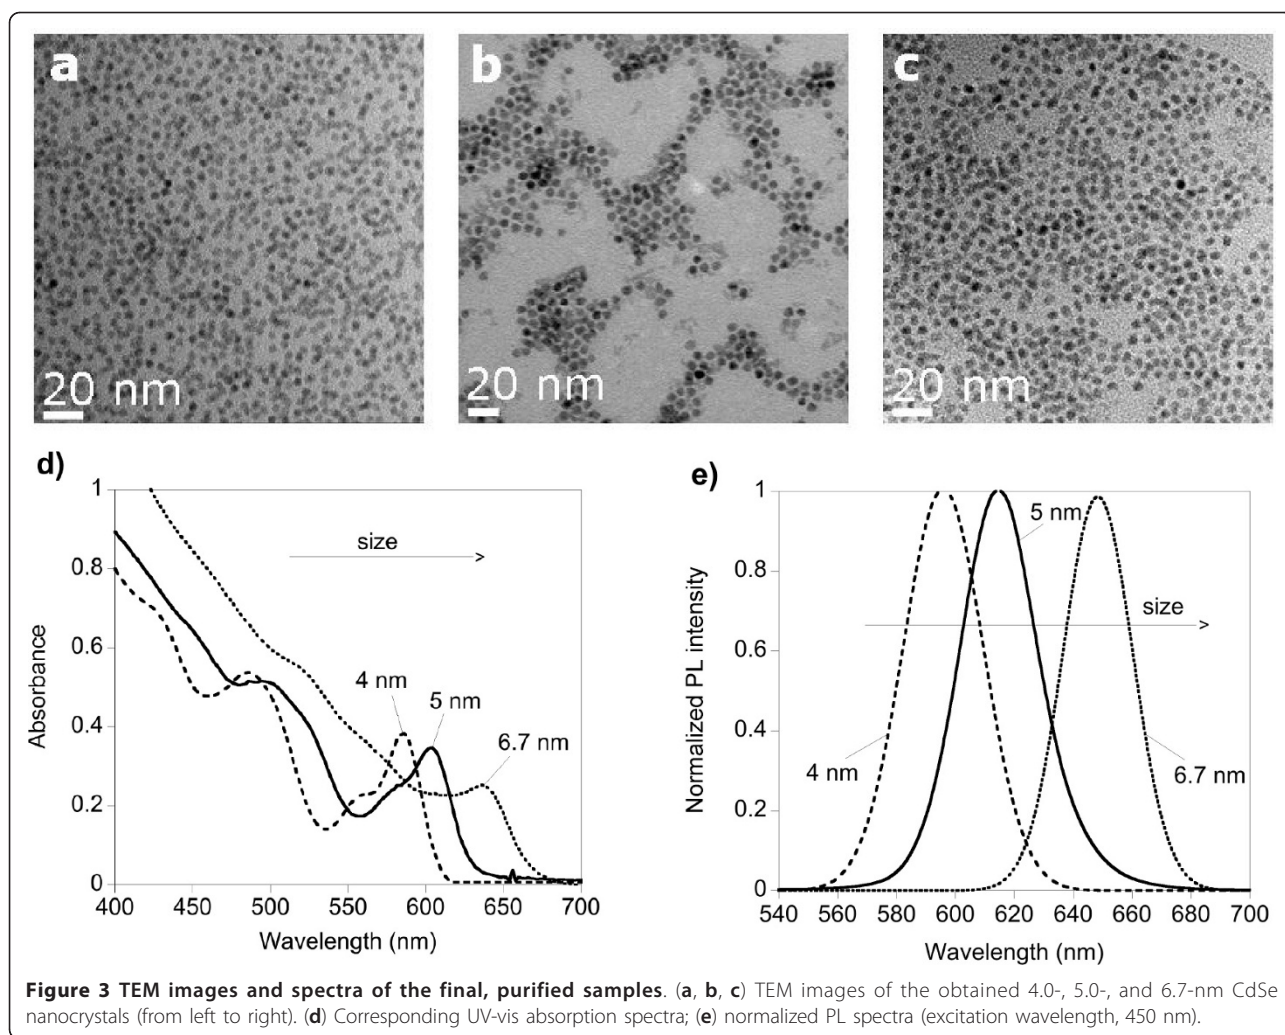 a
b
c
20 nm
20 nm
20 nm
d)
1
0.8
0.6
0.4
0.2
0
400
450
500
550
600
650
700
Absorbance
Wavelength (nm)
size
4 nm
5 nm
6.7 nm
e)
1
0.8
0.6
0.4
0.2
0
540
560
580
600
620
640
660
680
700
Normalized PL intensity
Wavelength (nm)
5 nm
size
4 nm
6.7 nm
Figure 3 TEM images and spectra of the final, purified samples. (a, b, c) TEM images of the obtained 4.0-, 5.0-, and 6.7-nm CdSe
nanocrystals (from left to right). (d) Corresponding UV-vis absorption spectra; (e) normalized PL spectra (excitation wavelength, 450 nm).